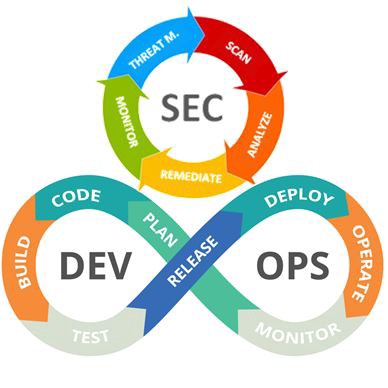 THREAT M.
SCAN
SEC
MONITOR
ANALYZE
REMEDIATE
CODE
DEPLOY
PLAN
BUILD
DEV
RELEASE
OPS
OPERATE
TEST
MONITOR